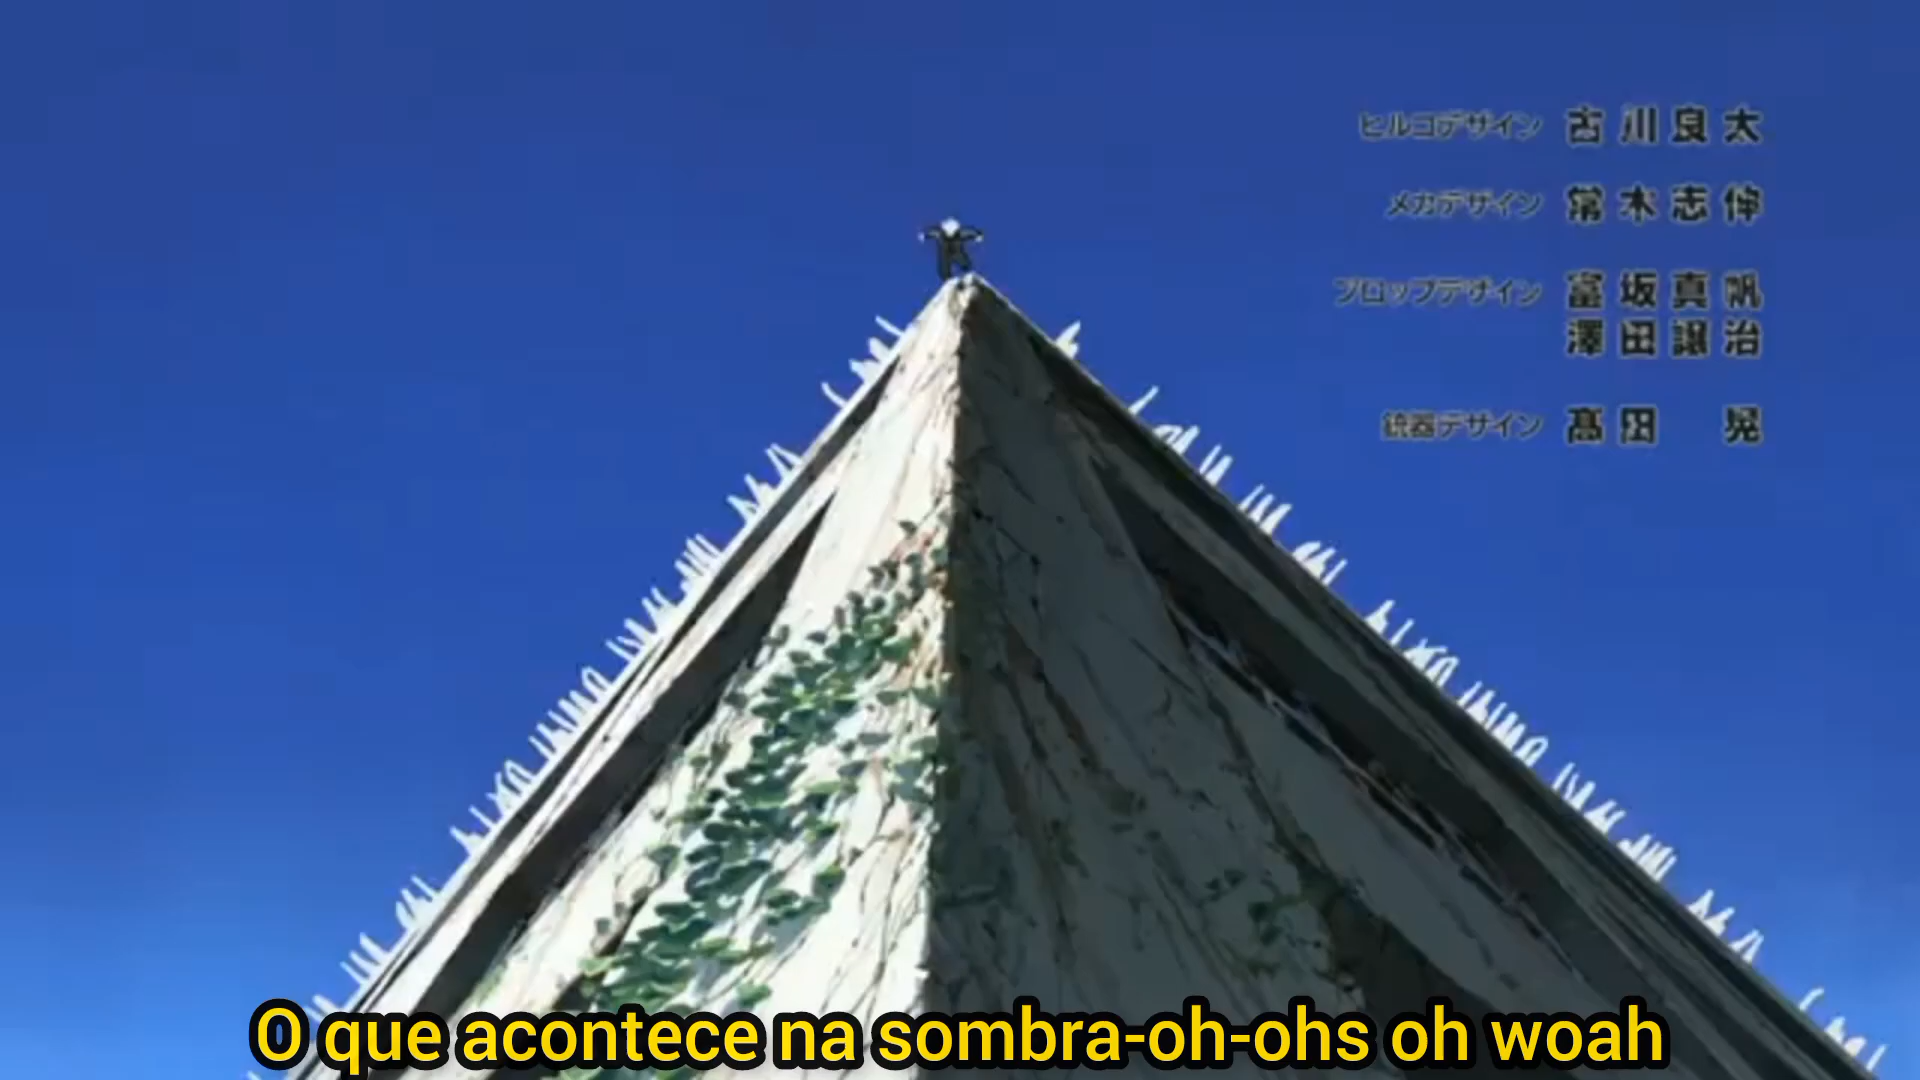 ヒルコデザイン 古川良太
メカデザイン 常木志伸
プロップデザイン 富坂真帆
澤田譲治
銃器デザイン 髙田 晃
O que acontece na sombra-oh-ohs oh woah